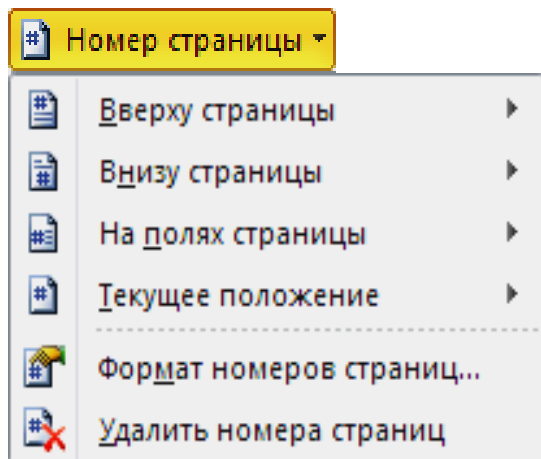 Номер страницы
Вверху страницы
Внизу страницы
На полях страницы
Текущее положение
Формат номеров страниц...
Удалить номера страниц